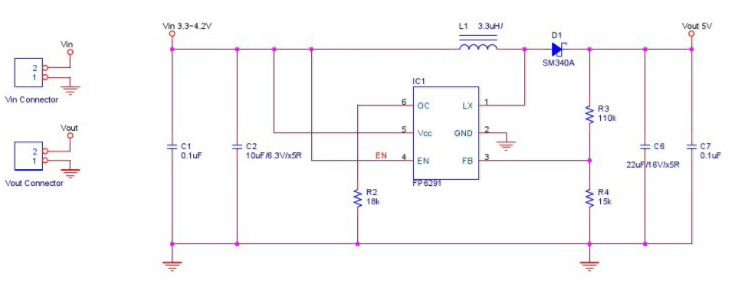 Vin 3.3~4.2V
L1 3.3uH/
Vout 5V
D1
SM340A
Vin
2
1
Vin Connector
IC1
6 OC LX 1
5 Vcc GND 2
EN 4 EN FB 3
FP6291
R3
110k
C1
0.1uF
C2
10uF/6.3V/x5R
C6
22uF/16V/x5R
C7
0.1uF
Vout
2
1
Vout Connector
R2
18k
R4
15k